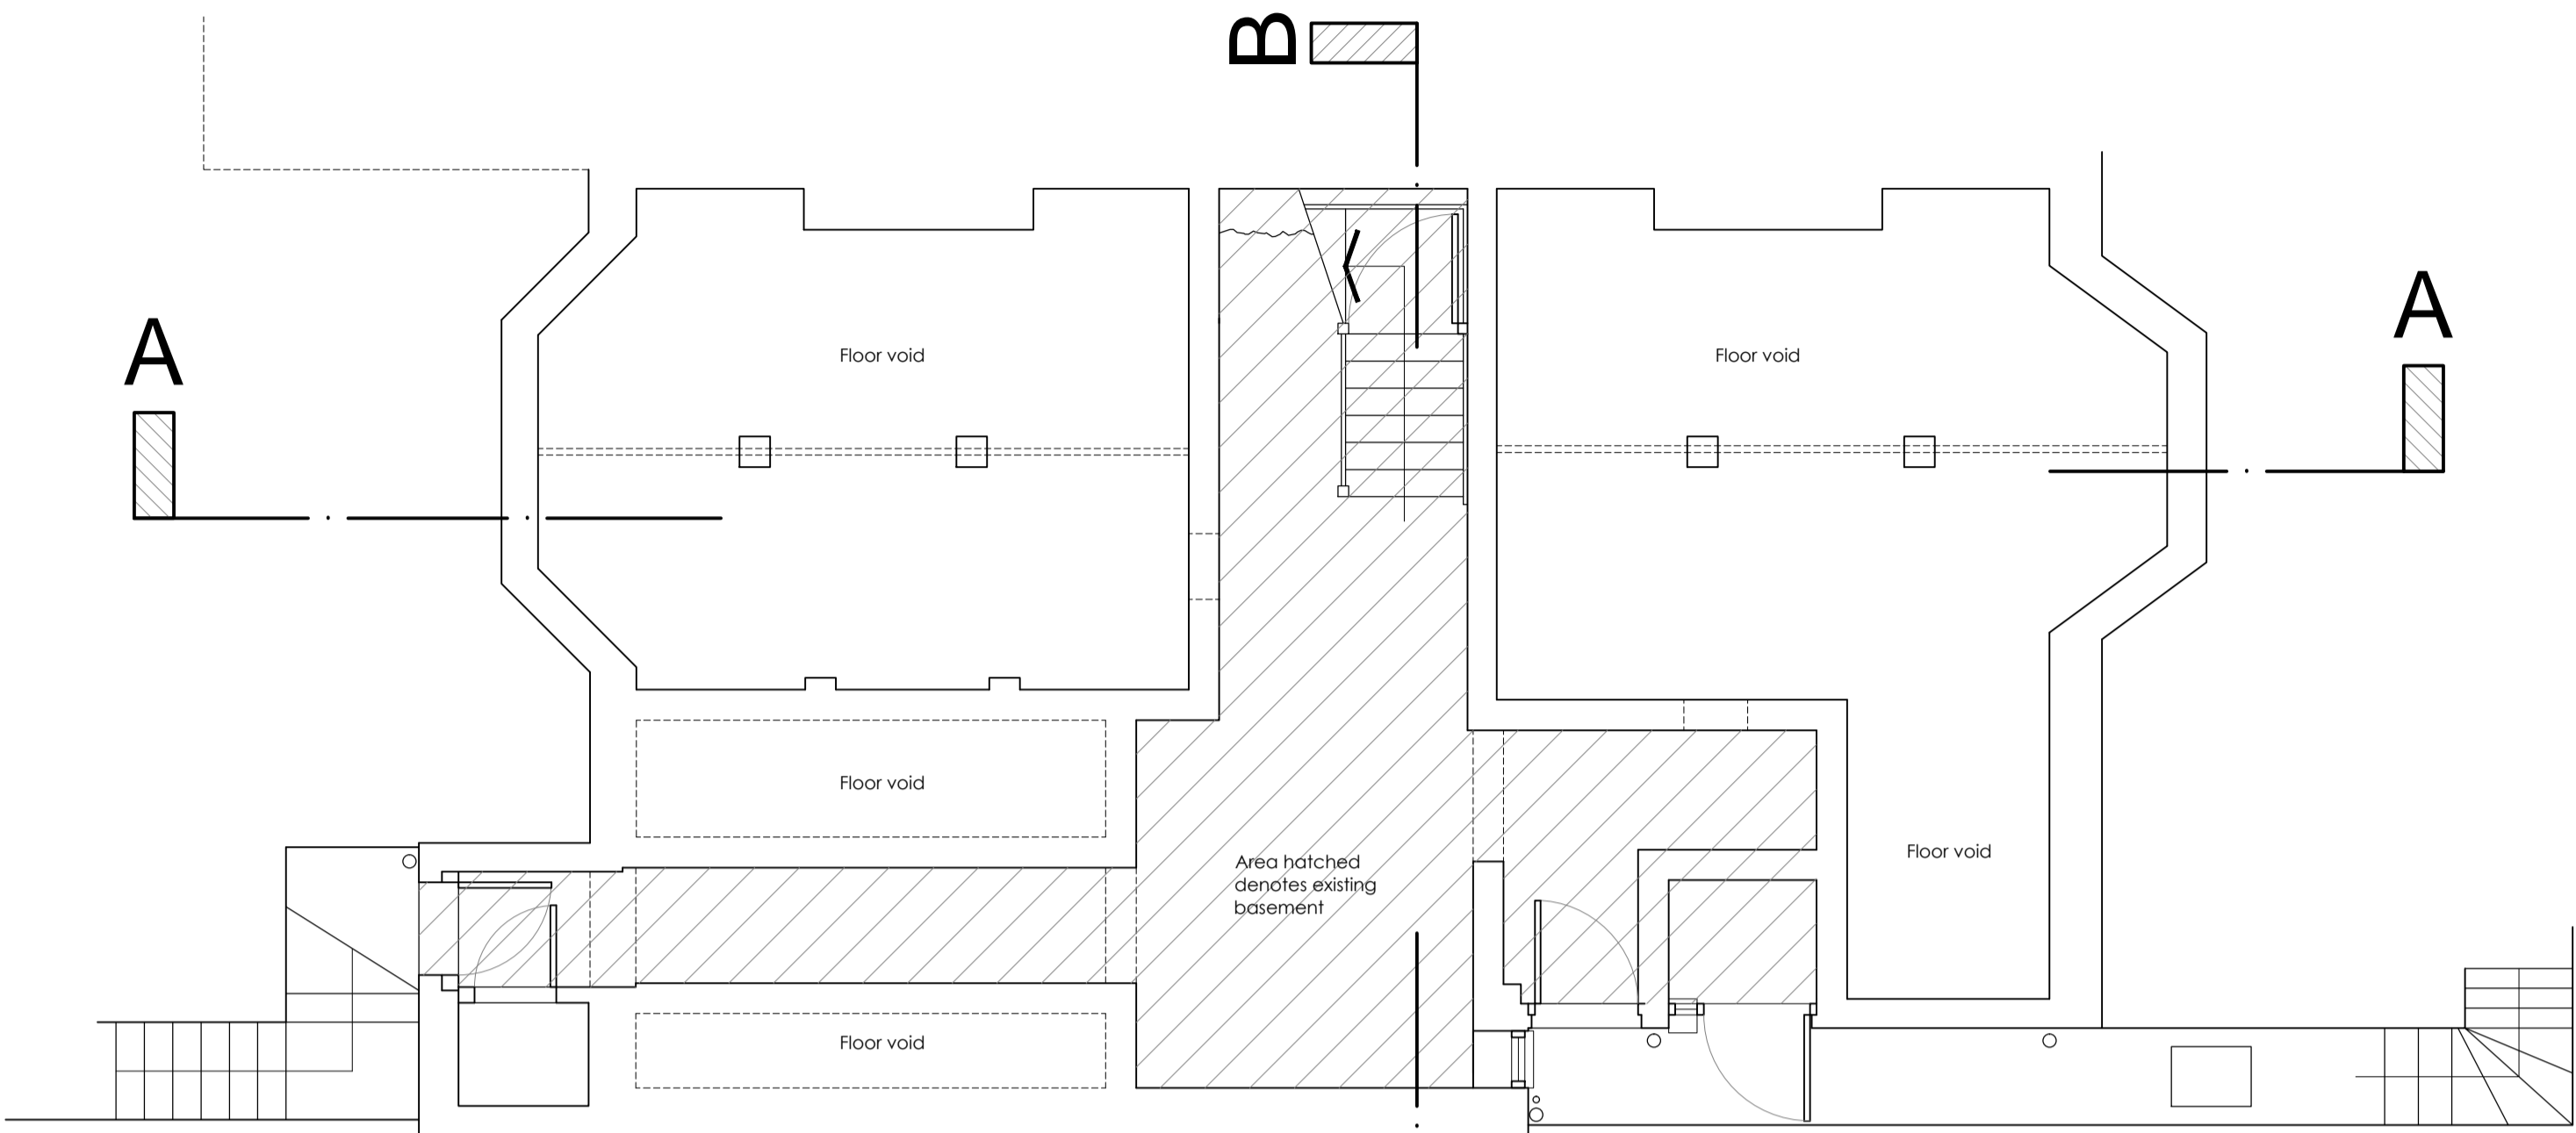 B
A
A
Floor void
Floor void
Floor void
Area hatched
denotes existing
basement
Floor void
Floor void